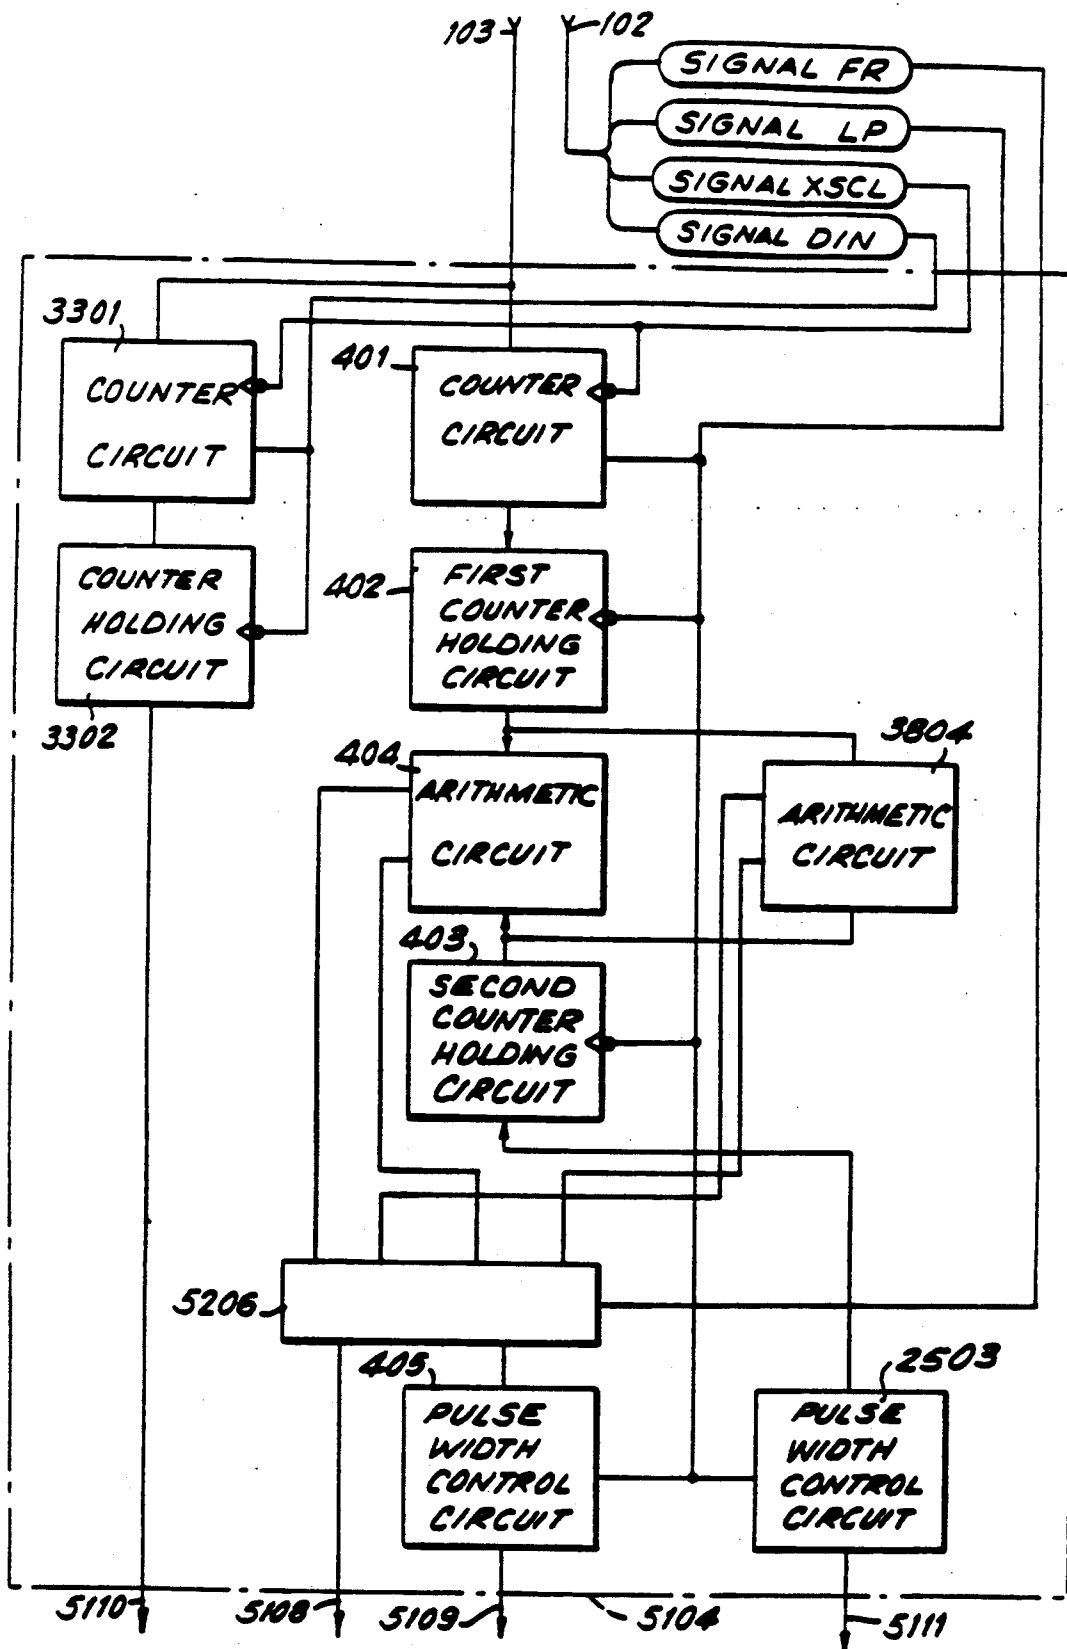 103
102
SIGNAL FR
SIGNAL LP
SIGNAL XSCL
SIGNAL DIN
3301
COUNTER
CIRCUIT
401
COUNTER
CIRCUIT
COUNTER
HOLDING
CIRCUIT
3302
402
FIRST
COUNTER
HOLDING
CIRCUIT
404
ARITHMETIC
CIRCUIT
3804
ARITHMETIC
CIRCUIT
403
SECOND
COUNTER
HOLDING
CIRCUIT
5206
405
PULSE
WIDTH
CONTROL
CIRCUIT
2503
PULSE
WIDTH
CONTROL
CIRCUIT
5110
5108
5109
5104
5111